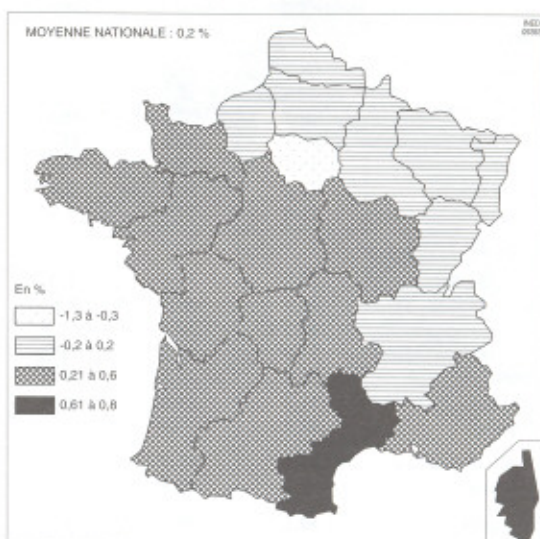 MOYENNE NATIONALE : 0,2 %
En %
-1,3 à -0,3
-0,2 à 0,2
0,21 à 0,6
0,61 à 0,8